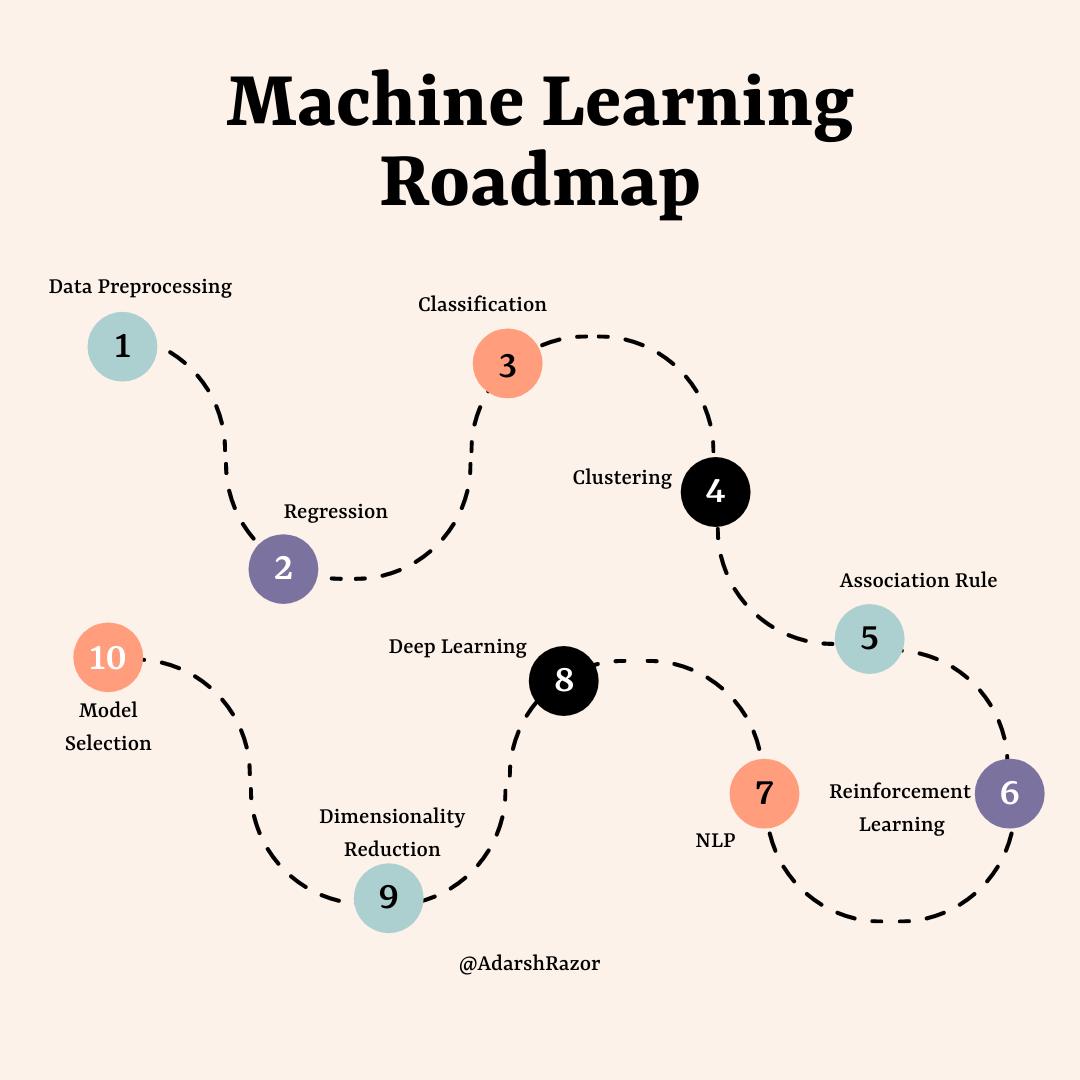 Machine Learning
Roadmap
Data Preprocessing
1
Regression
2
Classification
3
Clustering
4
Association Rule
5
Reinforcement
Learning
6
7
NLP
Deep Learning
8
Dimensionality
Reduction
9
10
Model
Selection
@AdarshRazor